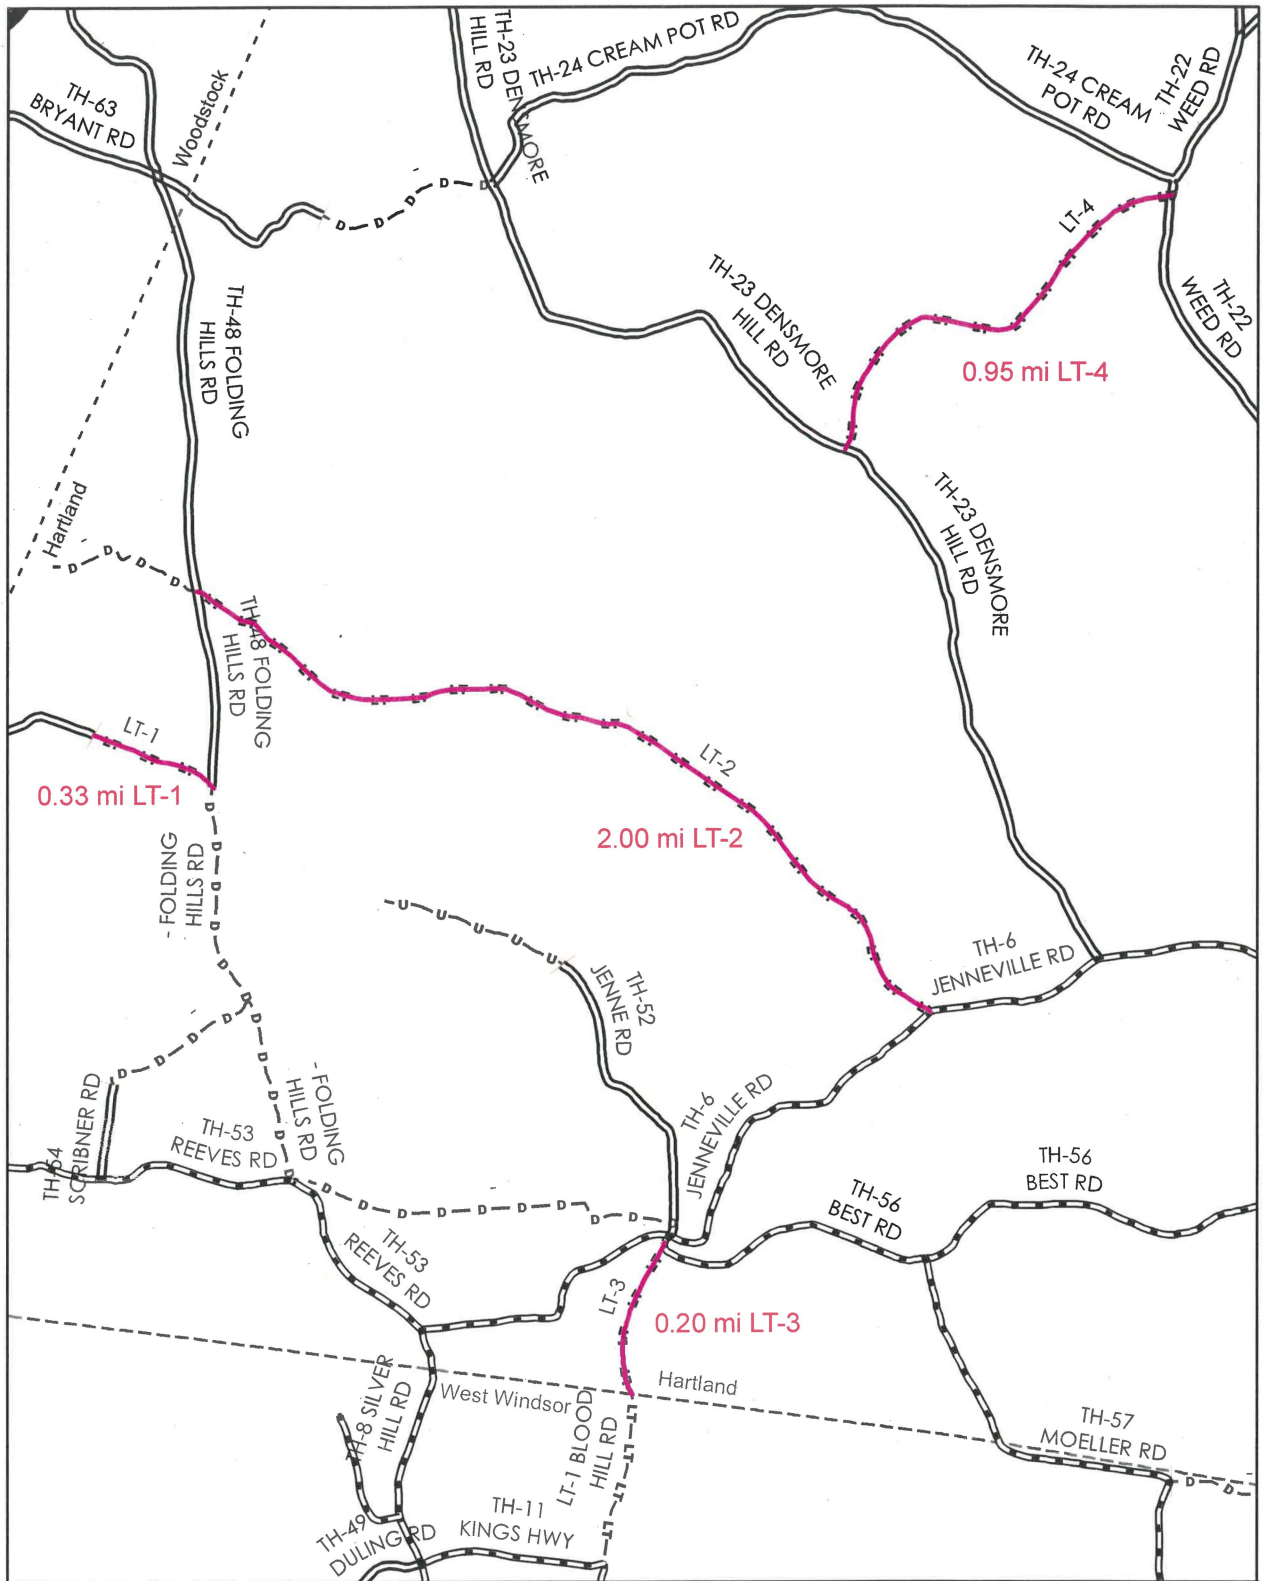 TH-23 DENSMORE
HILL RD
TH-24 CREAM POT RD
TH-24 CREAM
POT RD
TH-22
WEED RD
TH-63
BRYANT RD
Woodstock
LT-4
TH-22
WEED RD
TH-48 FOLDING
HILLS RD
TH-23 DENSMORE
HILL RD
0.95 mi LT-4
Hartland
TH-23 DENSMORE
HILL RD
TH-48 FOLDING
HILLS RD
LT-1
LT-2
0.33 mi LT-1
2.00 mi LT-2
- FOLDING
HILLS RD
TH-6
JENNEVILLE RD
TH-52
JENNE RD
- FOLDING
HILLS RD
TH-6
JENNEVILLE RD
TH-64
SCRIBNER RD
TH-53
REEVES RD
TH-56
BEST RD
TH-56
BEST RD
TH-53
REEVES RD
LT-3
0.20 mi LT-3
Hartland
West Windsor
TH-8 SILVER
HILL RD
LT-1 BLOOD
HILL RD
TH-57
MOELLER RD
TH-49
DULING RD
TH-11
KINGS HWY